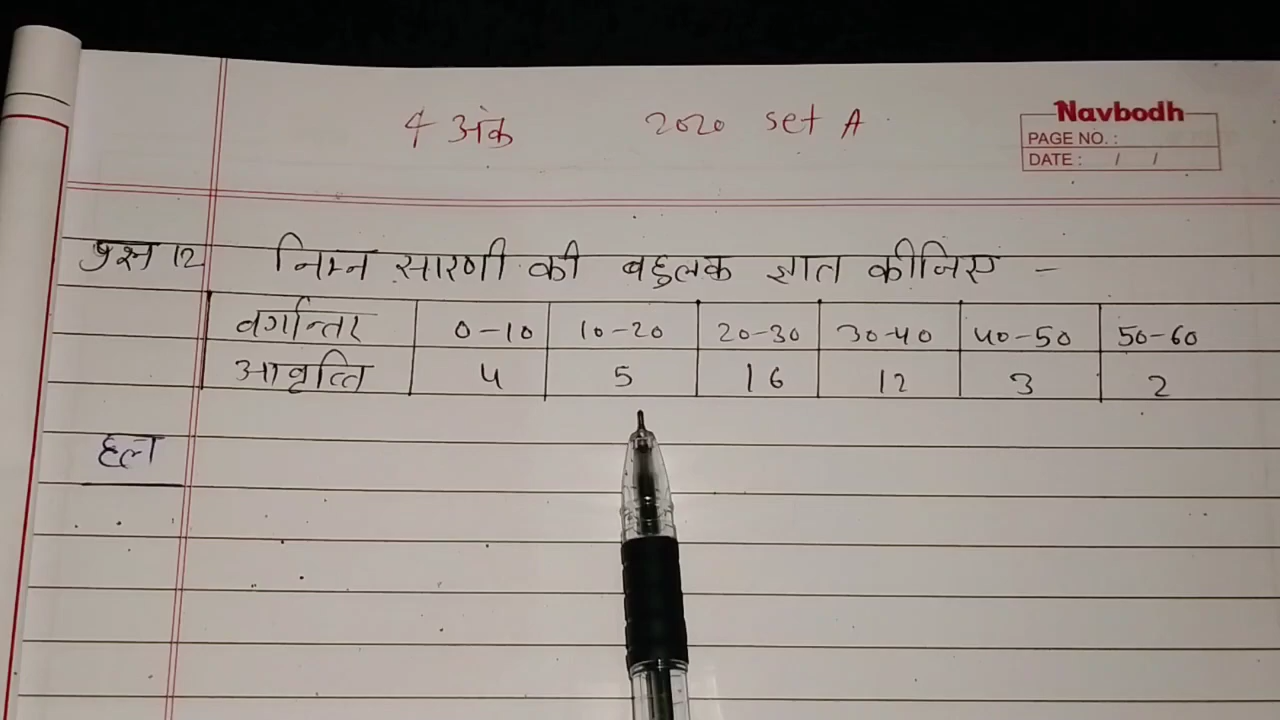 4 अंक 2020 set A
Navbodh
PAGE NO. :
DATE : / /
प्रश्न 12 निम्न सारणी की बहुलक ज्ञात कीजिए –
वर्गान्तर 0-10 10-20 20-30 30-40 40-50 50-60
आवृत्ति 4 5 16 12 3 2
हल